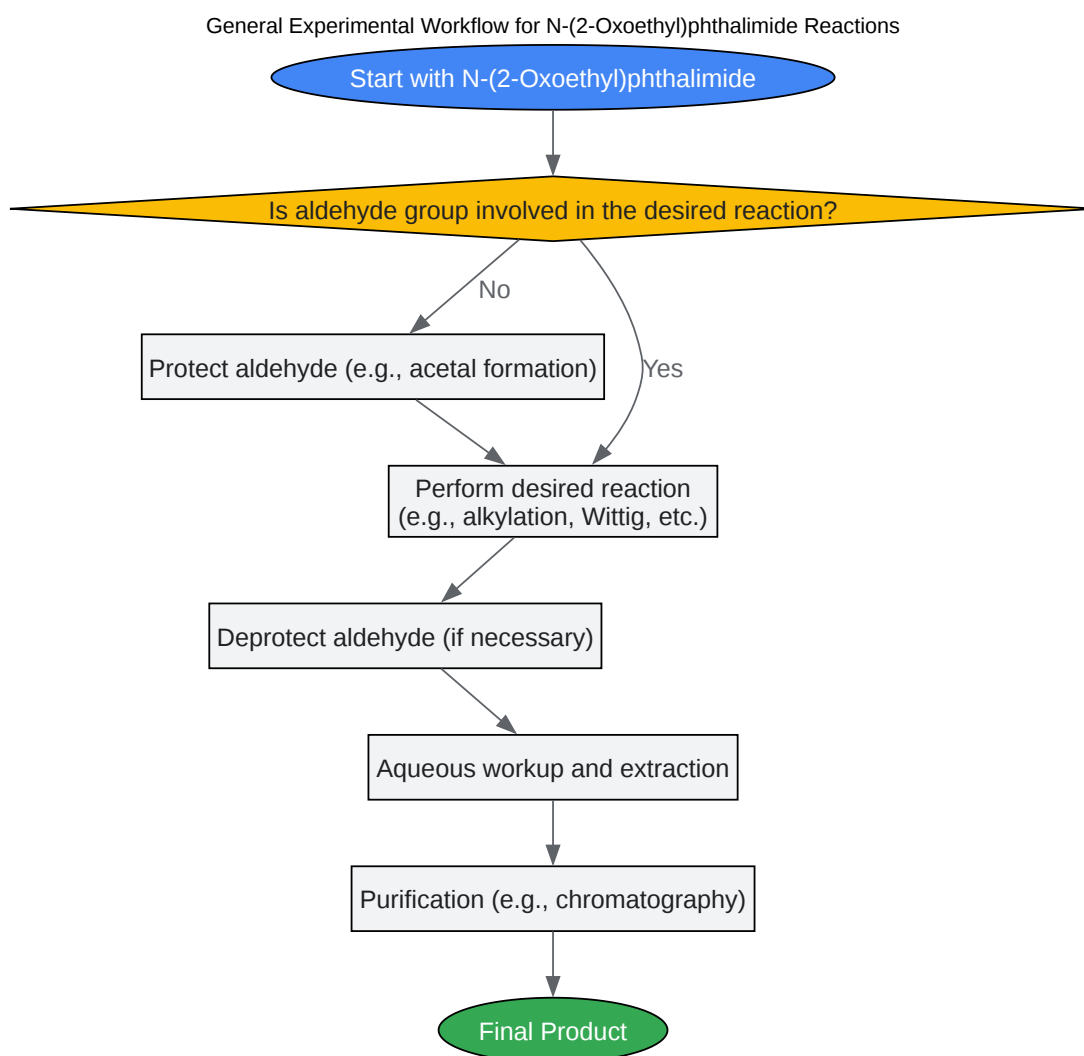 General Experimental Workflow for N-(2-Oxoethyl)phthalimide Reactions
Start with N-(2-Oxoethyl)phthalimide
Is aldehyde group involved in the desired reaction?
No
Protect aldehyde (e.g., acetal formation)
Yes
Perform desired reaction
(e.g., alkylation, Wittig, etc.)
Deprotect aldehyde (if necessary)
Aqueous workup and extraction
Purification (e.g., chromatography)
Final Product